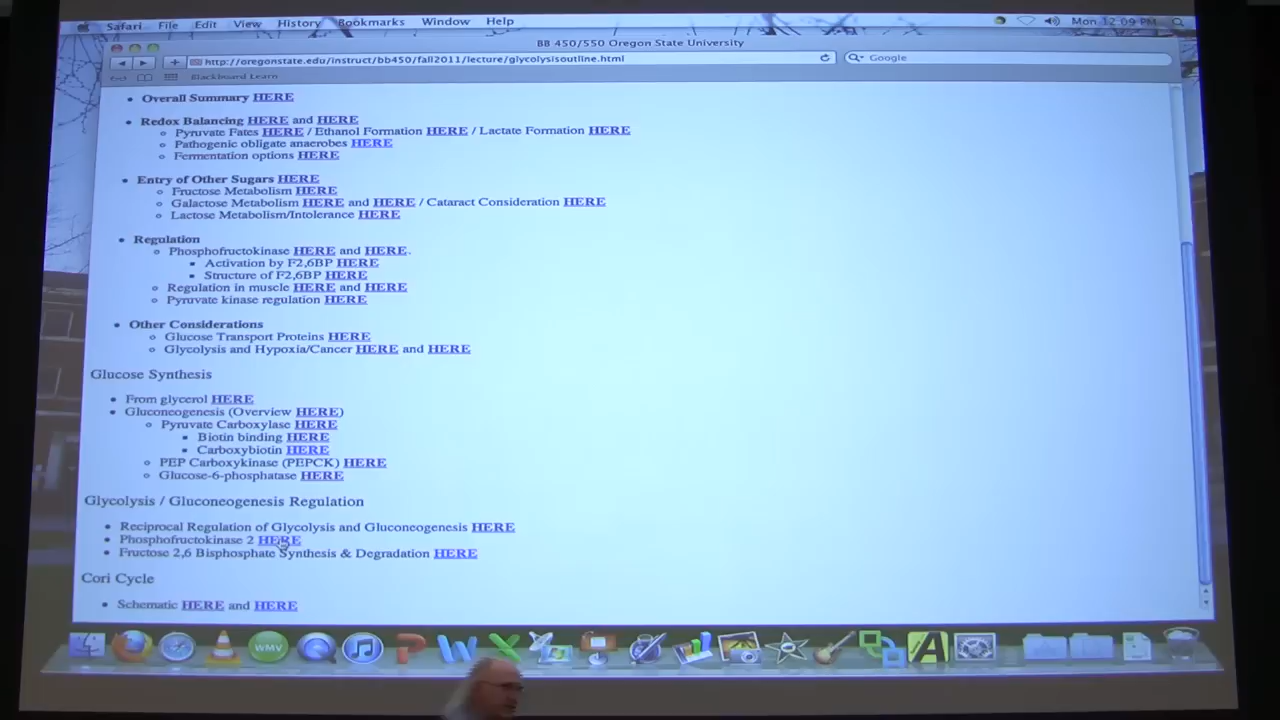 Safari File Edit View History Bookmarks Window Help Mon 12:09 PM
BB 450/550 Oregon State University
http://oregonstate.edu/instruct/bb450/fall2011/lecture/glycolysisoutline.html Google
Blackboard Learn
• Overall Summary HERE
• Redox Balancing HERE and HERE
Pyruvate Fates HERE / Ethanol Formation HERE / Lactate Formation HERE
Pathogenic obligate anaerobes HERE
Fermentation options HERE
• Entry of Other Sugars HERE
Fructose Metabolism HERE
Galactose Metabolism HERE and HERE / Cataract Consideration HERE
Lactose Metabolism/Intolerance HERE
• Regulation
Phosphofructokinase HERE and HERE.
Activation by F2,6BP HERE
Structure of F2,6BP HERE
Regulation in muscle HERE and HERE
Pyruvate kinase regulation HERE
• Other Considerations
Glucose Transport Proteins HERE
Glycolysis and Hypoxia/Cancer HERE and HERE
Glucose Synthesis
• From glycerol HERE
• Gluconeogenesis (Overview HERE)
Pyruvate Carboxylase HERE
Biotin binding HERE
Carboxybiotin HERE
PEP Carboxykinase (PEPCK) HERE
Glucose-6-phosphatase HERE
Glycolysis / Gluconeogenesis Regulation
• Reciprocal Regulation of Glycolysis and Gluconeogenesis HERE
• Phosphofructokinase 2 HERE
• Fructose 2,6 Bisphosphate Synthesis & Degradation HERE
Cori Cycle
• Schematic HERE and HERE
WMV